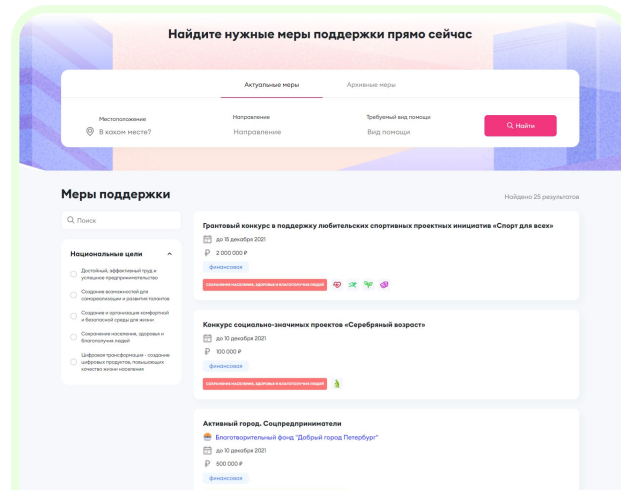 Найдите нужные меры поддержки прямо сейчас
Актуальные меры
Архивные меры
Местоположение
В каком месте?
Направление
Направление
Требуемый вид помощи
Вид помощи
Найти
Меры поддержки
Найдено 25 результатов
Поиск
Национальные цели
Достойный, эффективный труд и
успешное предпринимательство
Создание возможностей для
самореализации и развития талантов
Создание и организация комфортной
и безопасной среды для жизни
Сохранение населения, здоровья и
благополучия людей
Цифровая трансформация - создание
цифровых продуктов, повышающих
качество жизни населения
Грантовый конкурс в поддержку любительских спортивных проектных инициатив «Спорт для всех»
до 15 декабря 2021
₽ 2 000 000 ₽
финансовая
СОХРАНЕНИЕ НАСЕЛЕНИЯ, ЗДОРОВЬЯ И БЛАГОПОЛУЧИЯ ЛЮДЕЙ
Конкурс социально-значимых проектов «Серебряный возраст»
до 10 декабря 2021
₽ 100 000 ₽
финансовая
СОХРАНЕНИЕ НАСЕЛЕНИЯ, ЗДОРОВЬЯ И БЛАГОПОЛУЧИЯ ЛЮДЕЙ
Активный город. Соцпредприниматели
Благотворительный фонд "Добрый город Петербург"
до 10 декабря 2021
₽ 500 000 ₽
финансовая